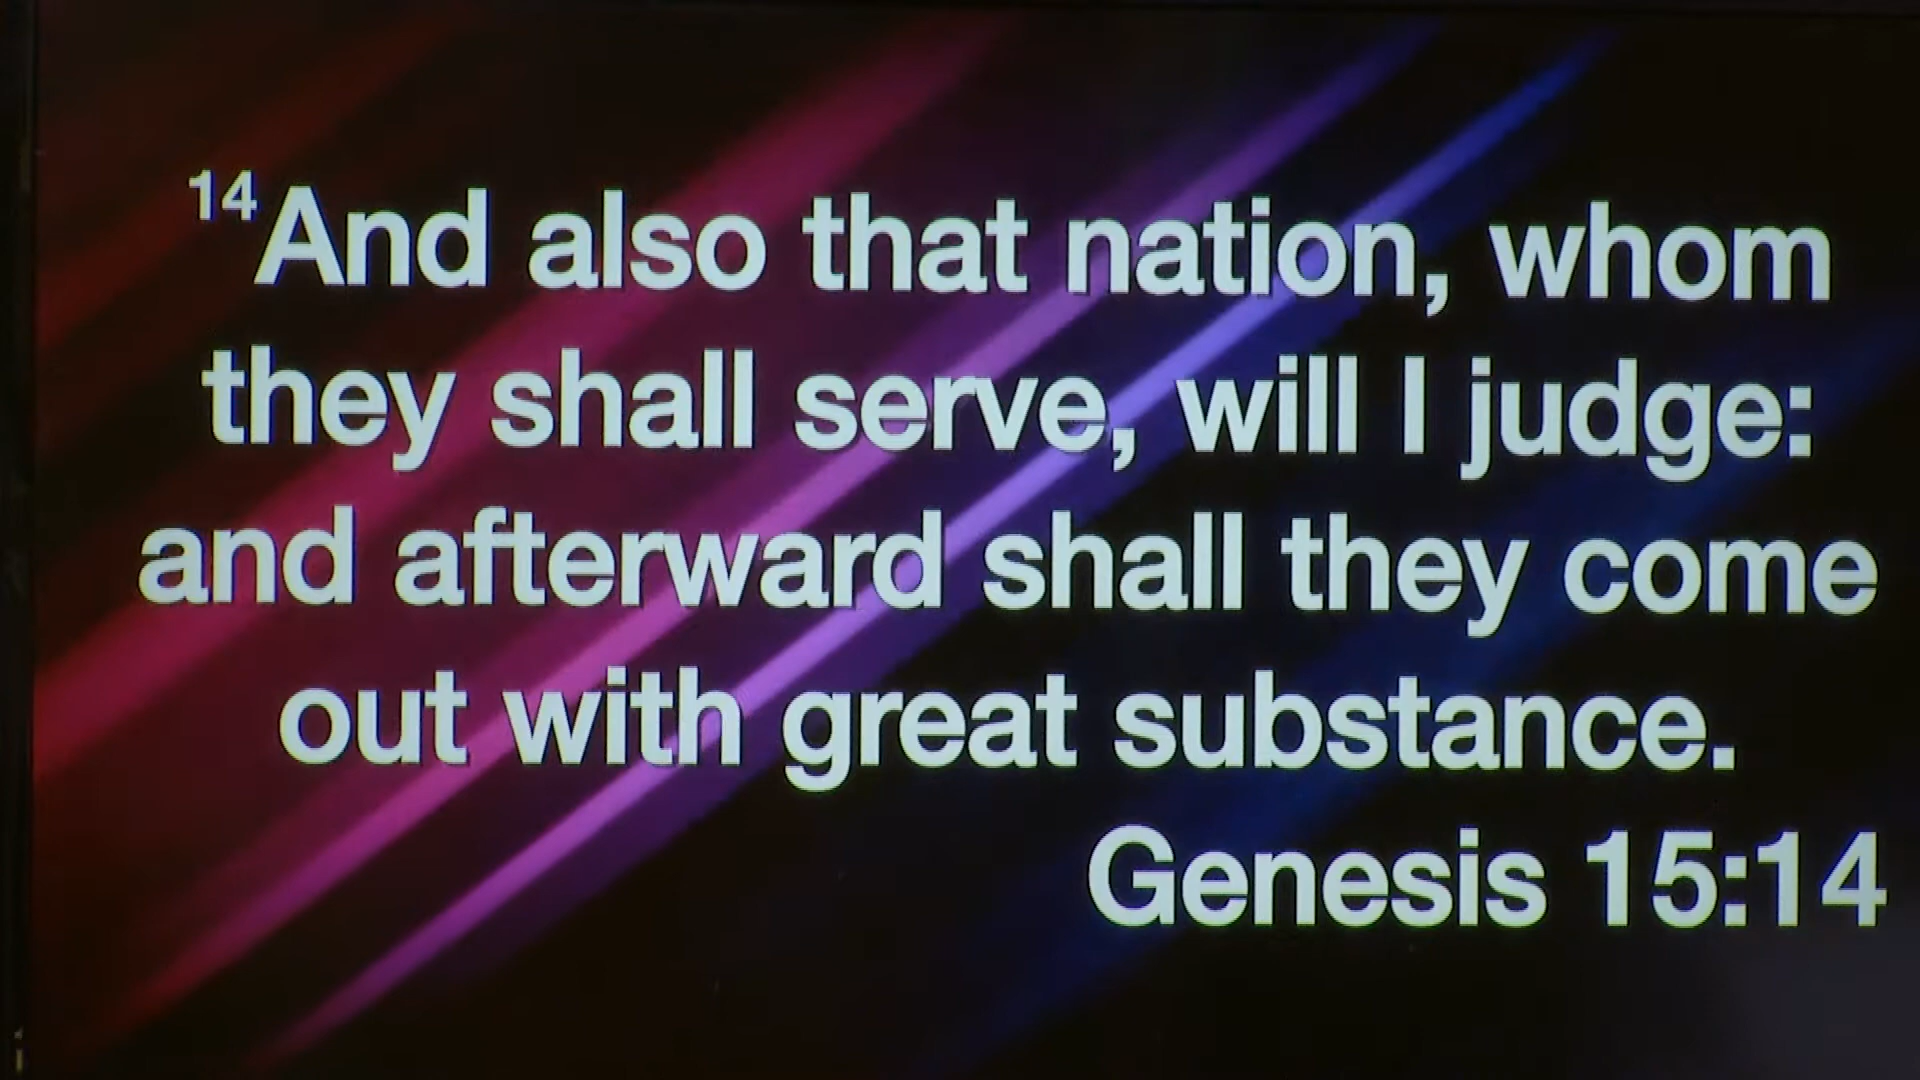 14And also that nation, whom
they shall serve, will I judge:
and afterward shall they come
out with great substance.
Genesis 15:14